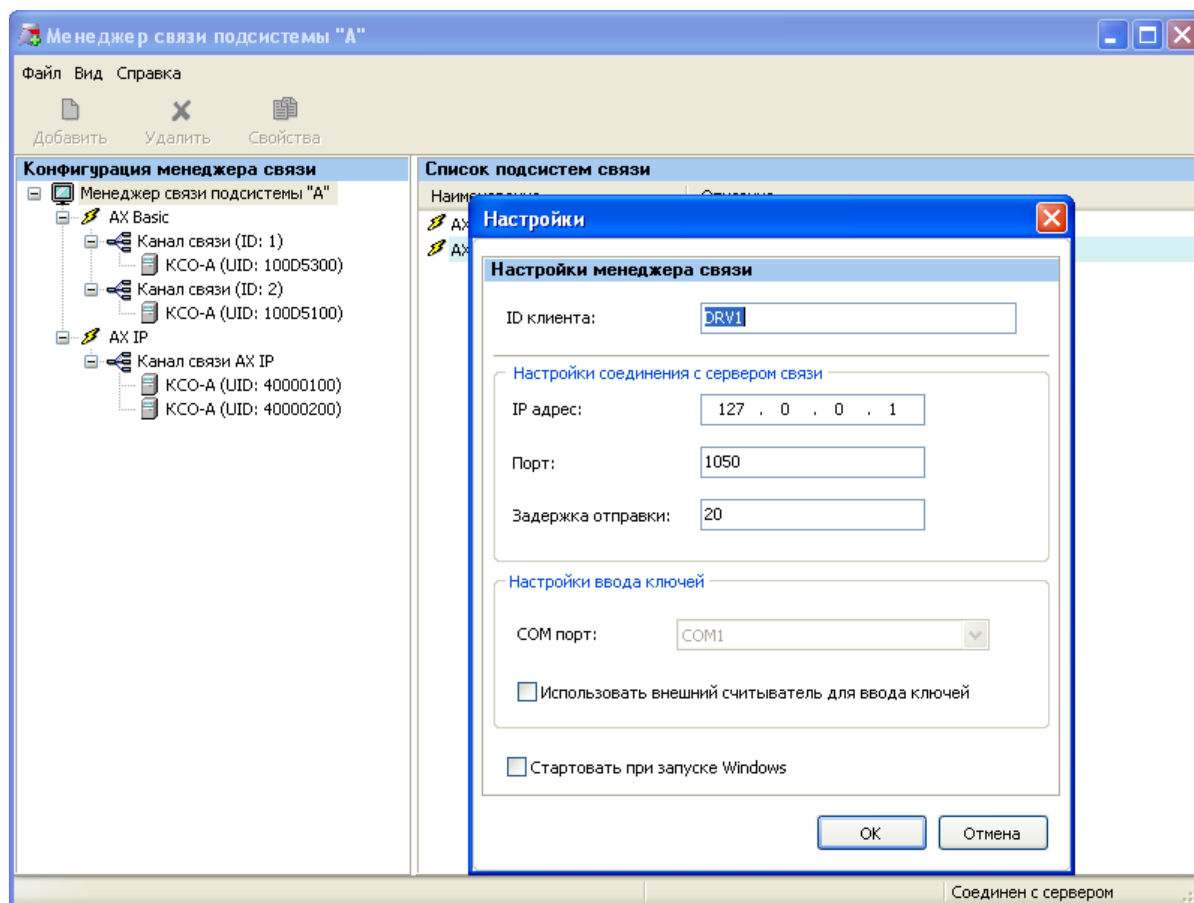 Менеджер связи подсистемы "А"
Файл Вид Справка
Добавить Удалить Свойства
Конфигурация менеджера связи
Менеджер связи подсистемы "А"
AX Basic
Канал связи (ID: 1)
КСО-А (UID: 100D5300)
Канал связи (ID: 2)
КСО-А (UID: 100D5100)
AX IP
Канал связи AX IP
КСО-А (UID: 40000100)
КСО-А (UID: 40000200)
Список подсистем связи
AX
AX
Настройки
Настройки менеджера связи
ID клиента: DRV1
Настройки соединения с сервером связи
IP адрес: 127 . 0 . 0 . 1
Порт: 1050
Задержка отправки: 20
Настройки ввода ключей
COM порт: COM1
Использовать внешний считыватель для ввода ключей
Стартовать при запуске Windows
OK Отмена
Соединен с сервером